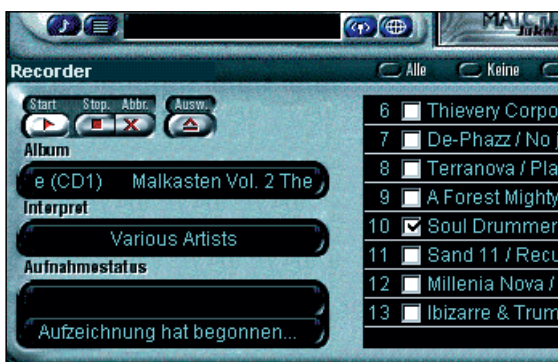 MATCH
Juke
Recorder
Alle Keine
Start Stop. Abbr. Ausw.
Album
e (CD1) Malkasten Vol. 2 The
Interpret
Various Artists
Aufnahmestatus
Aufzeichnung hat begonnen...
6 Thievery Corpo
7 De-Phazz / No j
8 Terranova / Pla
9 A Forest Mighty
10 Soul Drummer
11 Sand 11 / Recu
12 Millenia Nova /
13 Ibizarre & Trum